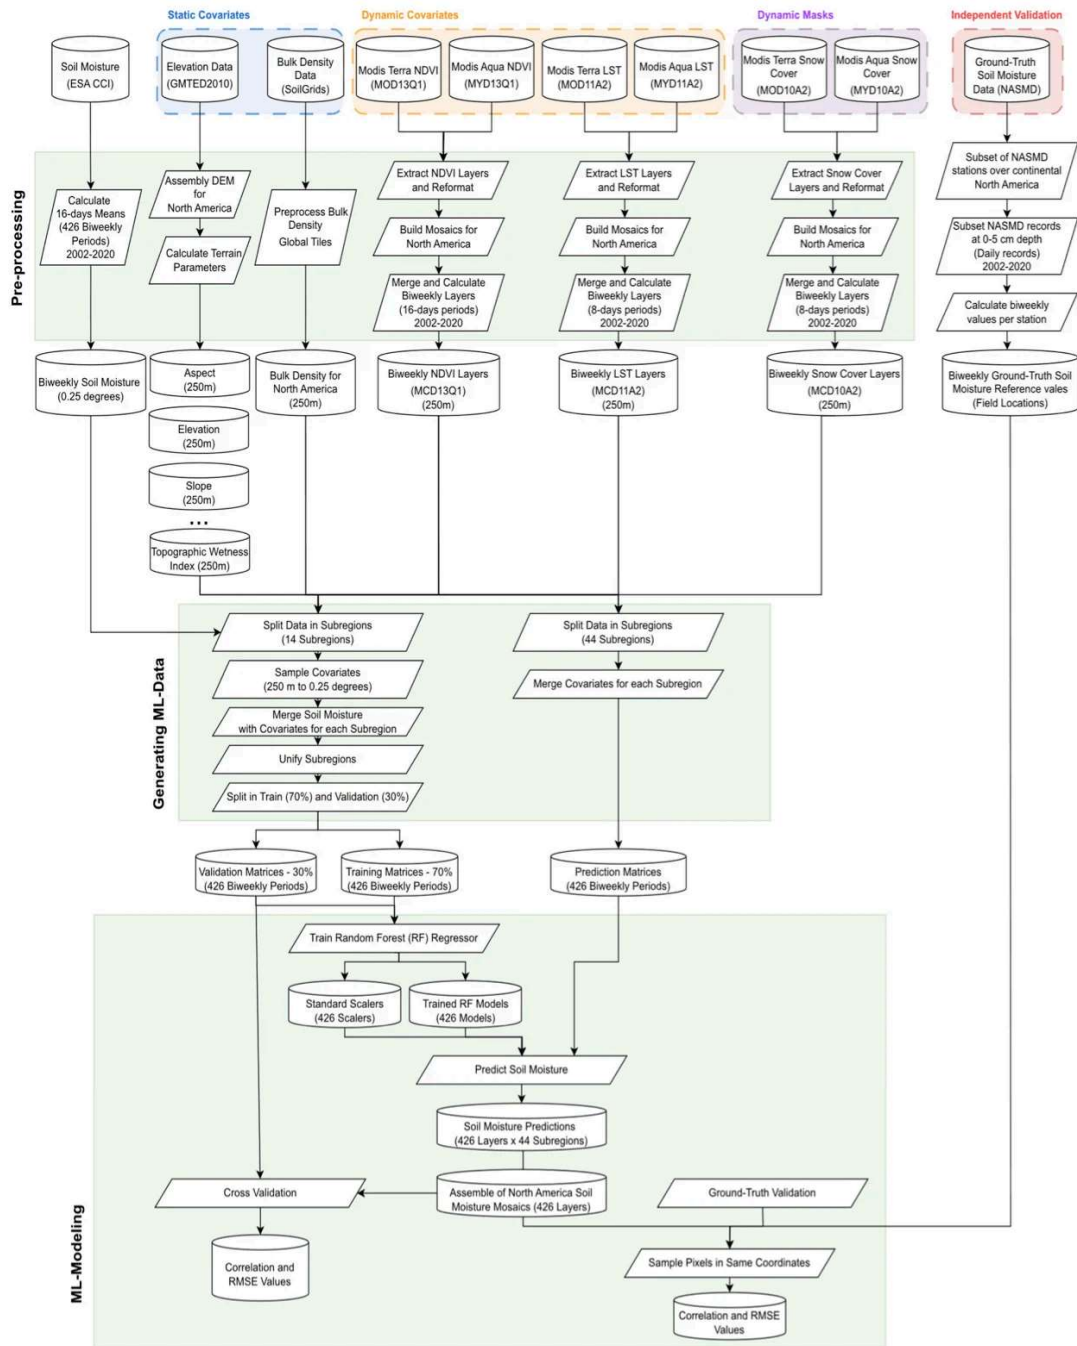 Static Covariates
Dynamic Covariates
Dynamic Masks
Independent Validation
Soil Moisture
(ESA CCI)
Elevation Data
(GMTED2010)
Bulk Density
Data
(SoilGrids)
Modis Terra NDVI
(MOD13Q1)
Modis Aqua NDVI
(MYD13Q1)
Modis Terra LST
(MOD11A2)
Modis Aqua LST
(MYD11A2)
Modis Terra Snow
Cover
(MOD10A2)
Modis Aqua Snow
Cover
(MYD10A2)
Ground-Truth
Soil Moisture
Data (NASMD)
Pre-processing
Calculate
16-days Means
(426 Biweekly
Periods)
2002-2020
Assembly DEM
for
North America
Calculate Terrain
Parameters
Preprocess Bulk
Density
Global Tiles
Extract NDVI Layers
and Reformat
Build Mosaics for
North America
Merge and Calculate
Biweekly Layers
(16-days periods)
2002-2020
Extract LST Layers
and Reformat
Build Mosaics for
North America
Merge and Calculate
Biweekly Layers
(8-days periods)
2002-2020
Extract Snow Cover
Layers and Reformat
Build Mosaics for
North America
Merge and Calculate
Biweekly Layers
(8-days periods)
2002-2020
Subset of NASMD
stations over continental
North America
Subset NASMD records
at 0-5 cm depth
(Daily records)
2002-2020
Calculate biweekly
values per station
Biweekly Soil Moisture
(0.25 degrees)
Aspect
(250m)
Elevation
(250m)
Slope
(250m)
...
Topographic Wetness
Index (250m)
Bulk Density for
North America
(250m)
Biweekly NDVI Layers
(MCD13Q1)
(250m)
Biweekly LST Layers
(MCD11A2)
(250m)
Biweekly Snow Cover Layers
(MCD10A2)
(250m)
Biweekly Ground-Truth Soil
Moisture Reference vales
(Field Locations)
Generating ML-Data
Split Data in Subregions
(14 Subregions)
Sample Covariates
(250 m to 0.25 degrees)
Merge Soil Moisture
with Covariates for each Subregion
Unify Subregions
Split in Train (70%) and Validation (30%)
Split Data in Subregions
(44 Subregions)
Merge Covariates for each Subregion
Validation Matrices - 30%
(426 Biweekly Periods)
Training Matrices - 70%
(426 Biweekly Periods)
Prediction Matrices
(426 Biweekly Periods)
ML-Modeling
Train Random Forest (RF) Regressor
Standard Scalers
(426 Scalers)
Trained RF Models
(426 Models)
Predict Soil Moisture
Soil Moisture Predictions
(426 Layers x 44 Subregions)
Cross Validation
Assemble of North America Soil
Moisture Mosaics (426 Layers)
Ground-Truth Validation
Correlation and
RMSE Values
Sample Pixels in Same Coordinates
Correlation and RMSE
Values